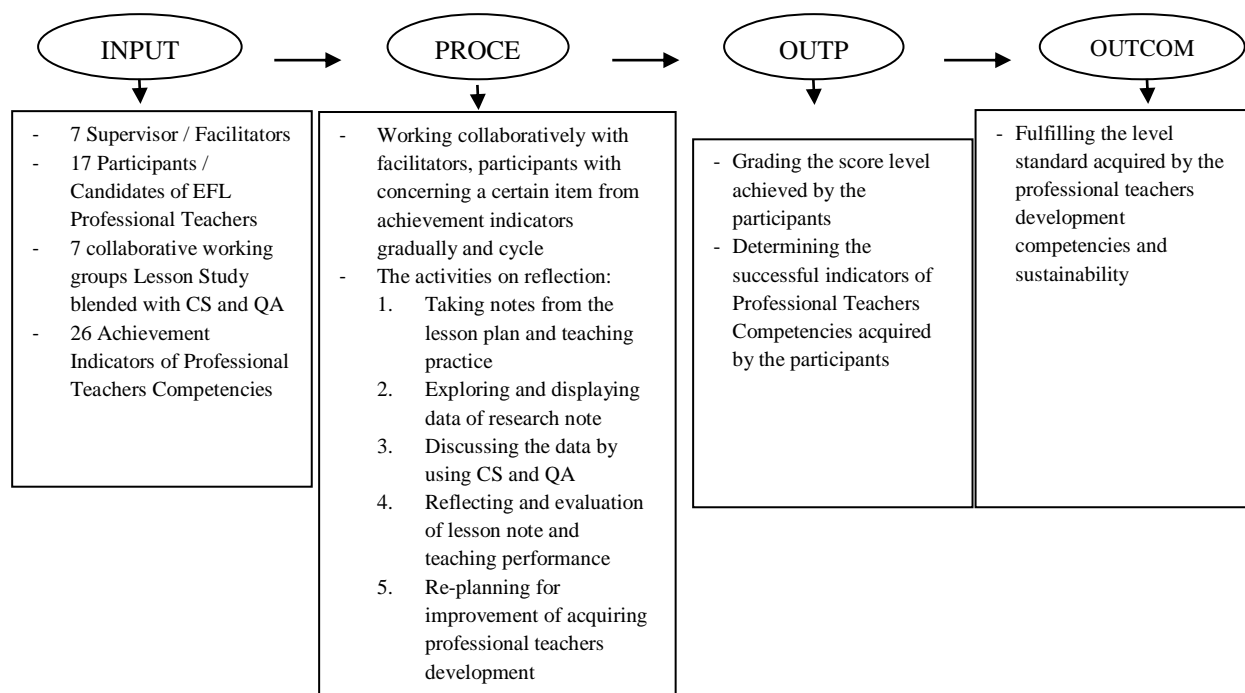 INPUT
PROCE
OUTP
OUTCOM
- 7 Supervisor / Facilitators
- 17 Participants /
Candidates of EFL
Professional Teachers
- 7 collaborative working
groups Lesson Study
blended with CS and QA
- 26 Achievement
Indicators of Professional
Teachers Competencies
- Working collaboratively with
facilitators, participants with
concerning a certain item from
achievement indicators
gradually and cycle
- The activities on reflection:
1. Taking notes from the
lesson plan and teaching
practice
2. Exploring and displaying
data of research note
3. Discussing the data by
using CS and QA
4. Reflecting and evaluation
of lesson note and
teaching performance
5. Re-planning for
improvement of acquiring
professional teachers
development
- Grading the score level
achieved by the
participants
- Determining the
successful indicators of
Professional Teachers
Competencies acquired
by the participants
- Fulfilling the level
standard acquired by the
professional teachers
development
competencies and
sustainability